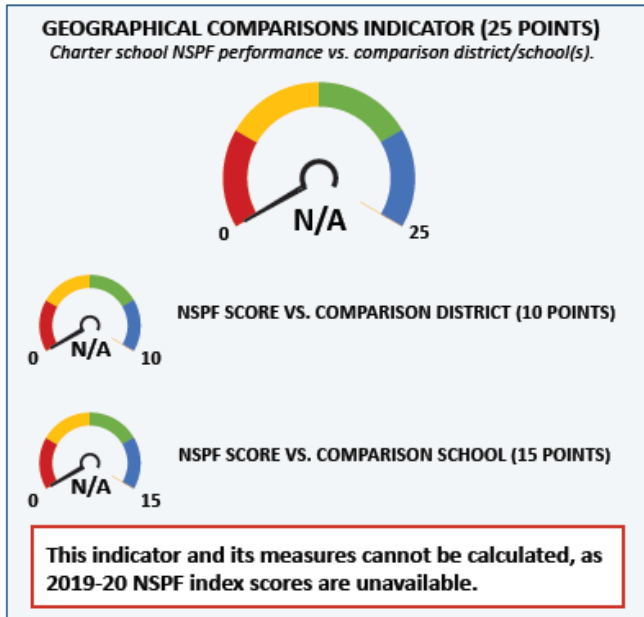 GEOGRAPHICAL COMPARISONS INDICATOR (25 POINTS)
Charter school NSPF performance vs. comparison district/school(s).
N/A
0
25
NSPF SCORE VS. COMPARISON DISTRICT (10 POINTS)
N/A
0
10
NSPF SCORE VS. COMPARISON SCHOOL (15 POINTS)
N/A
0
15
This indicator and its measures cannot be calculated, as
2019-20 NSPF index scores are unavailable.